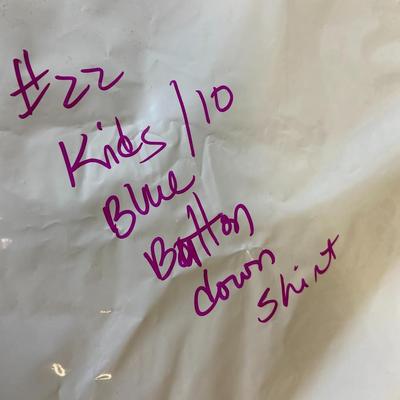 #22
Kids/10
Blue
Button
down
shirt